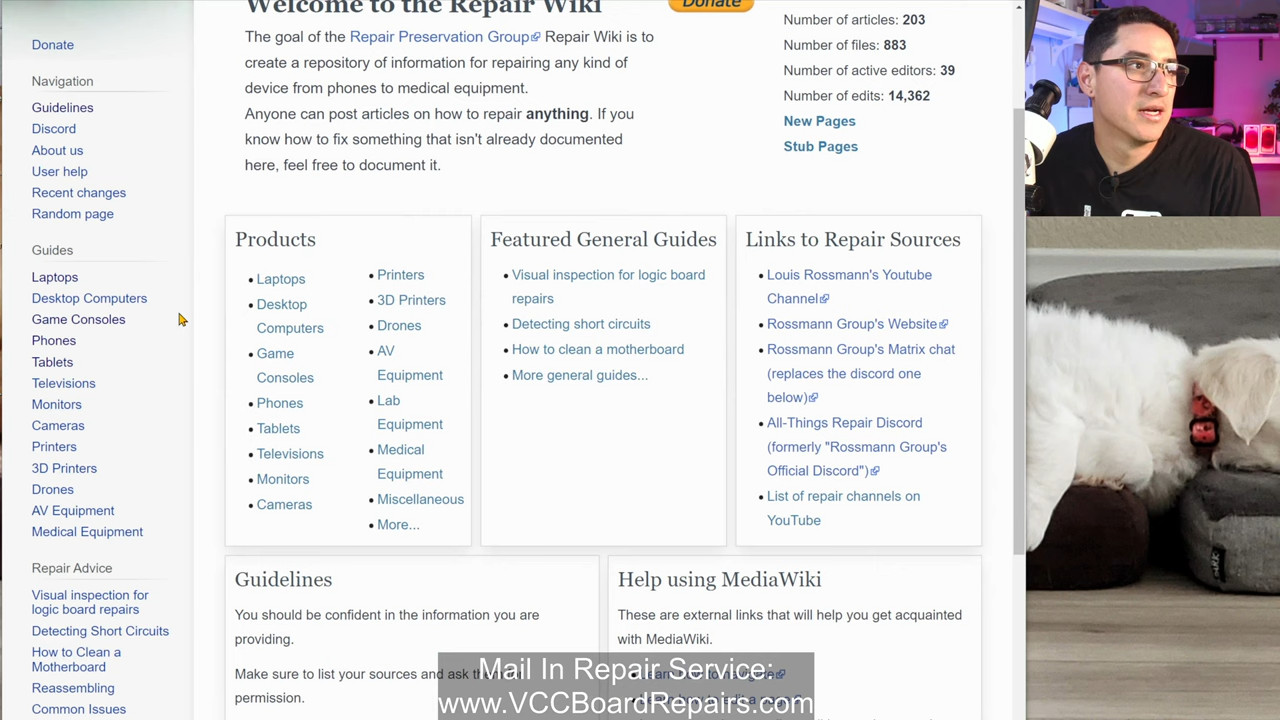 Donate
Navigation
Guidelines
Discord
About us
User help
Recent changes
Random page
Guides
Laptops
Desktop Computers
Game Consoles
Phones
Tablets
Televisions
Monitors
Cameras
Printers
3D Printers
Drones
AV Equipment
Medical Equipment
Repair Advice
Visual inspection for
logic board repairs
Detecting Short Circuits
How to Clean a
Motherboard
Reassembling
Common Issues
Welcome to the Repair Wiki
The goal of the Repair Preservation Group Repair Wiki is to
create a repository of information for repairing any kind of
device from phones to medical equipment.
Anyone can post articles on how to repair anything. If you
know how to fix something that isn't already documented
here, feel free to document it.
Donate
Number of articles: 203
Number of files: 883
Number of active editors: 39
Number of edits: 14,362
New Pages
Stub Pages
Products
Laptops
Desktop
Computers
Game
Consoles
Phones
Tablets
Televisions
Monitors
Cameras
Printers
3D Printers
Drones
AV
Equipment
Lab
Equipment
Medical
Equipment
Miscellaneous
More...
Featured General Guides
Visual inspection for logic board
repairs
Detecting short circuits
How to clean a motherboard
More general guides...
Links to Repair Sources
Louis Rossmann's Youtube
Channel
Rossmann Group's Website
Rossmann Group's Matrix chat
(replaces the discord one
below)
All-Things Repair Discord
(formerly "Rossmann Group's
Official Discord")
List of repair channels on
YouTube
Guidelines
You should be confident in the information you are
providing.
Make sure to list your sources and ask
permission.
Help using MediaWiki
These are external links that will help you get acquainted
with MediaWiki.
Mail In Repair Service:
www.VCCBoardRepairs.com